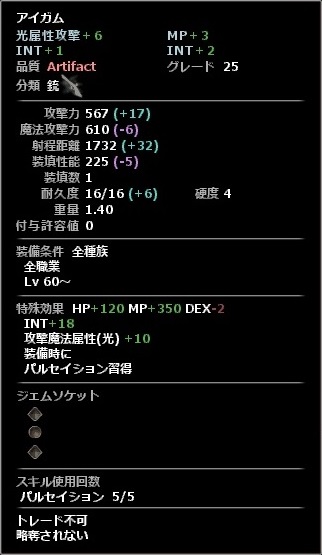 アイガム
光属性攻撃+6 MP+3
INT+1 INT+2
品質 Artifact グレード 25
分類 銃
攻撃力 567 (+17)
魔法攻撃力 610 (-6)
射程距離 1732 (+32)
装填性能 225 (-5)
装填数 1
耐久度 16/16 (+6) 硬度 4
重量 1.40
付与許容値 0
装備条件 全種族
全職業
Lv 60～
特殊効果 HP+120 MP+350 DEX-2
INT+18
攻撃魔法属性(光) +10
装備時に
パルセイション習得
ジェムソケット
スキル使用回数
パルセイション 5/5
トレード不可
略奪されない